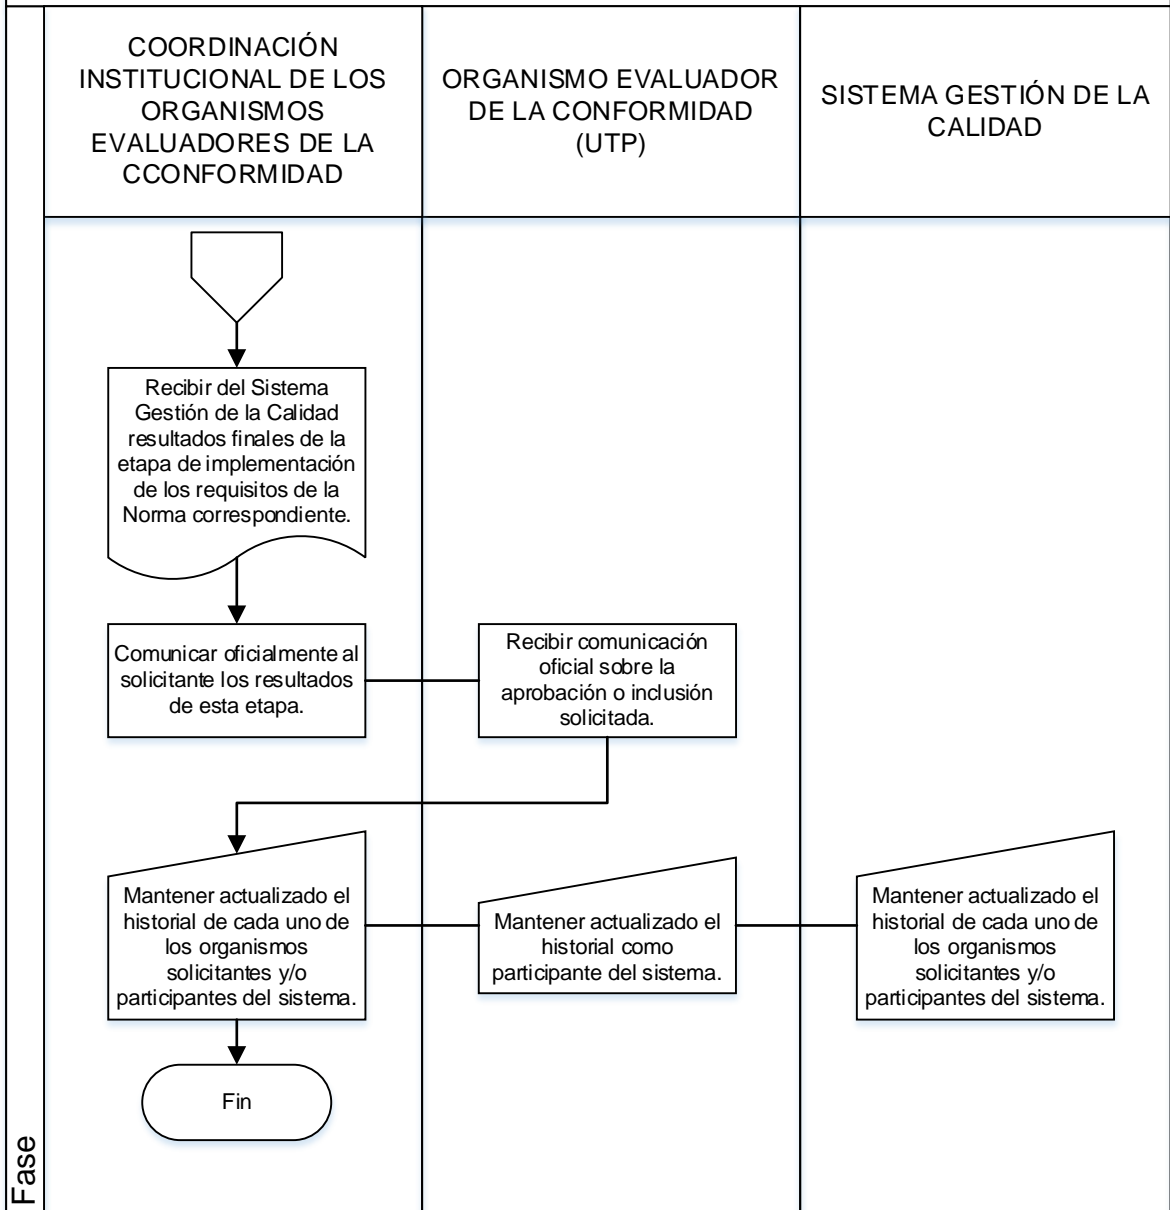 COORDINACIÓN
INSTITUCIONAL DE LOS
ORGANISMOS
EVALUADORES DE LA
CCONFORMIDAD
ORGANISMO EVALUADOR
DE LA CONFORMIDAD
(UTP)
SISTEMA GESTIÓN DE LA
CALIDAD
Recibir del Sistema
Gestión de la Calidad
resultados finales de la
etapa de implementación
de los requisitos de la
Norma correspondiente.
Comunicar oficialmente al
solicitante los resultados
de esta etapa.
Recibir comunicación
oficial sobre la
aprobación o inclusión
solicitada.
Mantener actualizado el
historial de cada uno de
los organismos
solicitantes y/o
participantes del sistema.
Mantener actualizado el
historial como
participante del sistema.
Mantener actualizado el
historial de cada uno de
los organismos
solicitantes y/o
participantes del sistema.
Fin
Fase